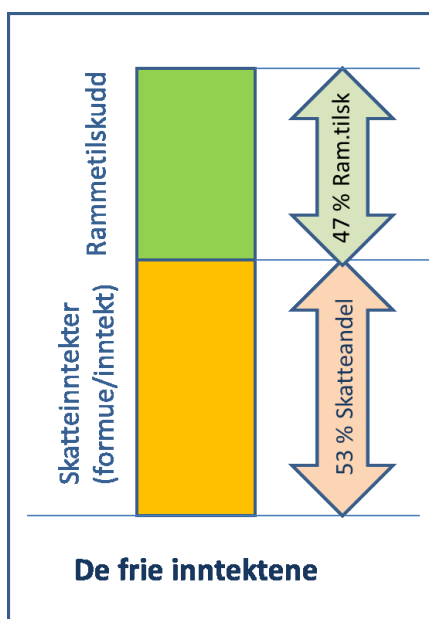 Rammetilskudd
47 % Ram.tilsk
Skatteinntekter
(formue/inntekt)
53 % Skatteandel
De frie inntektene